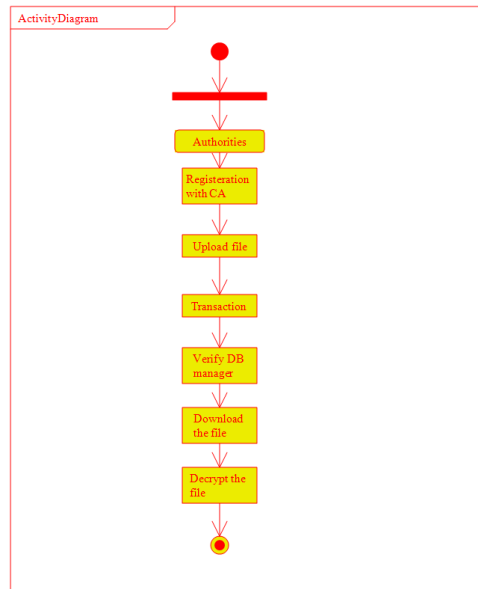 ActivityDiagram
Authorities
Registeration
with CA
Upload file
Transaction
Verify DB
manager
Download
the file
Decrypt the
file